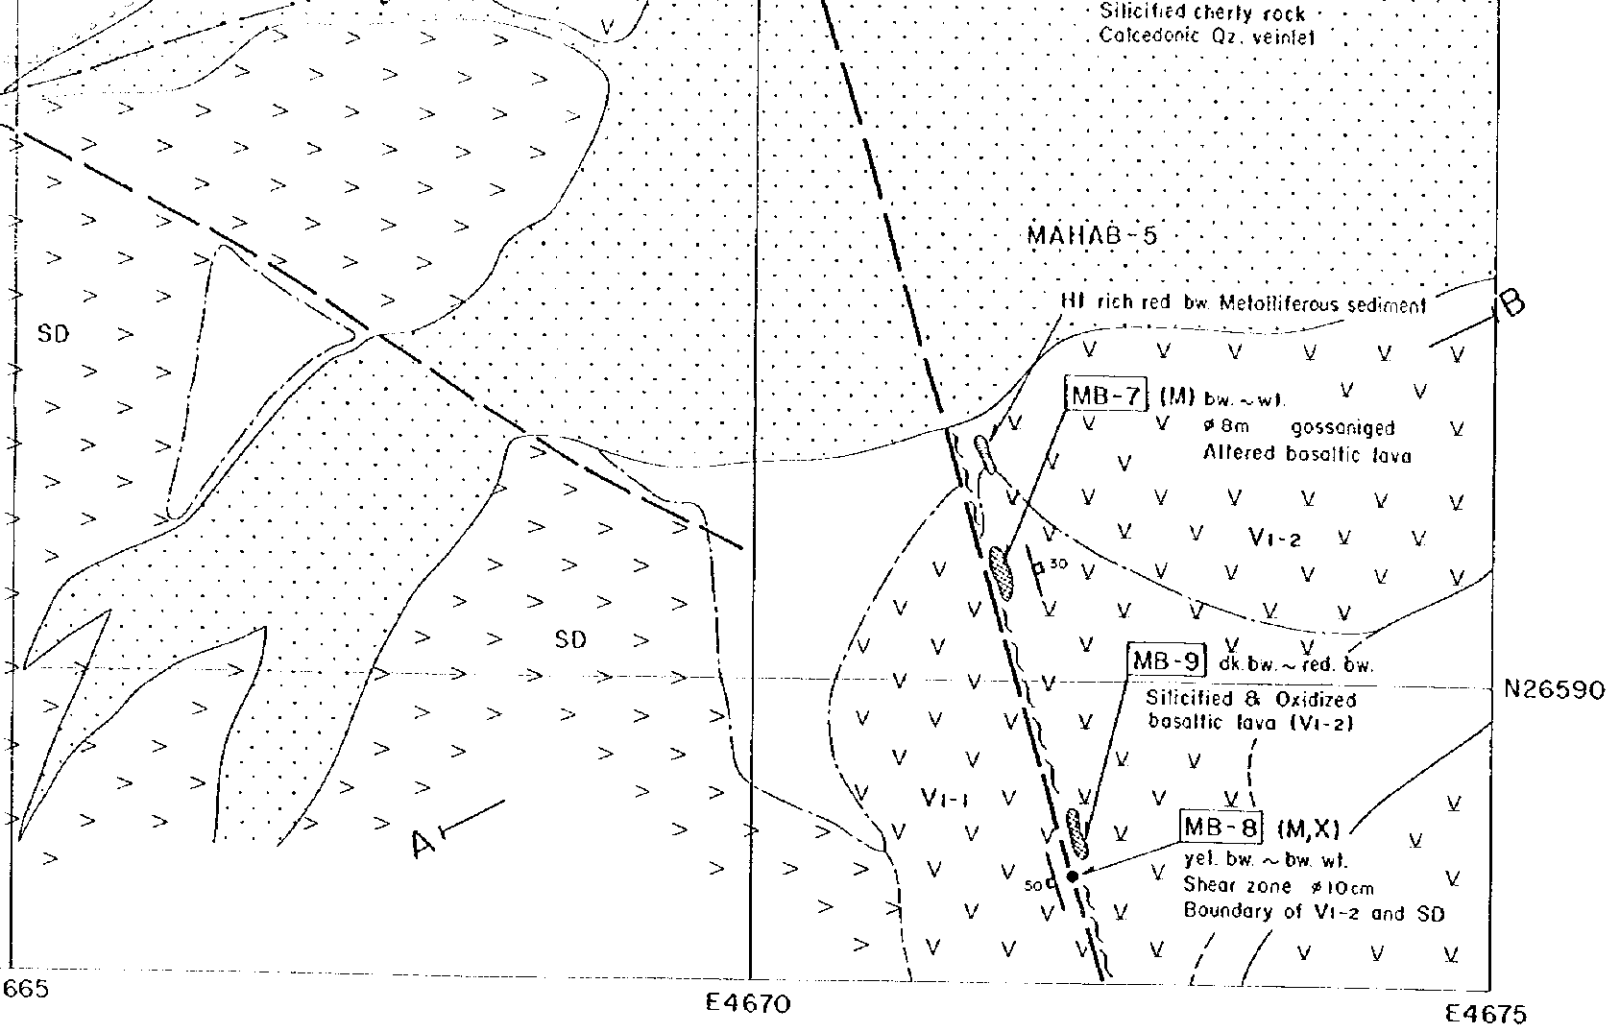 Silicified cherty rock
Calcedonic Qz. veinlet
MAHAB-5
B
Ht rich red bw. Metalliferous sediment
SD
MB-7 (M) bw. ~ wt.
ø8m gossaniged
Altered basaltic lava
V1-2
30
SD
MB-9 dk. bw. ~ red. bw.
Silicified & Oxidized
basaltic lava (V1-2)
N26590
V1-1
A
MB-8 (M,X)
yel. bw. ~ bw. wt.
Shear zone ø10cm
Boundary of V1-2 and SD
50
665
E4670
E4675